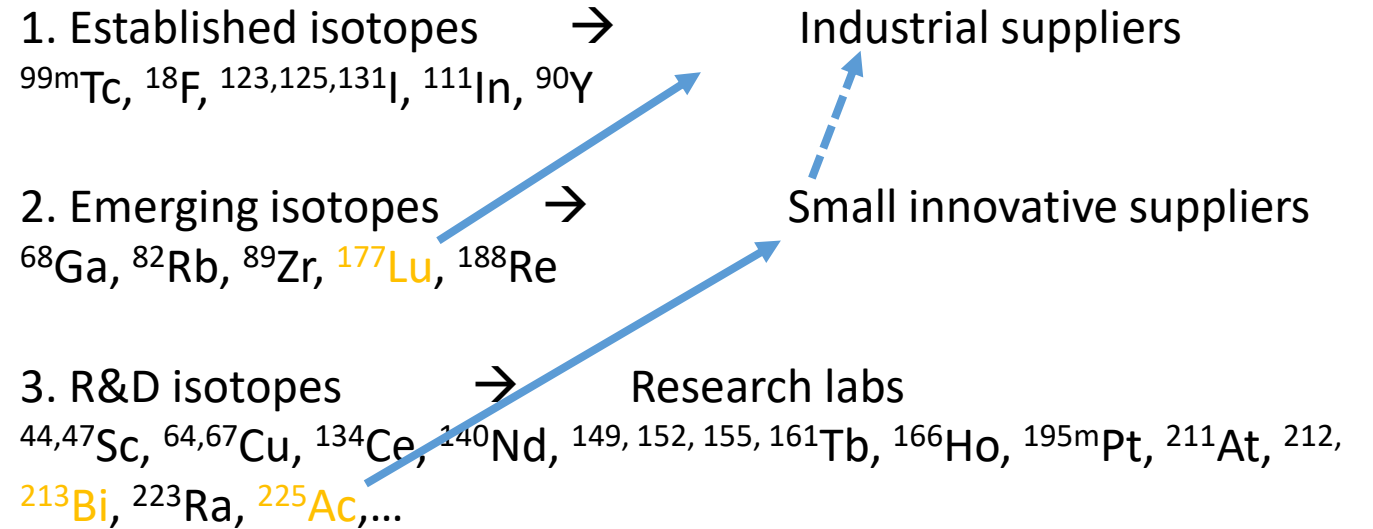 1. Established isotopes → Industrial suppliers
⁹⁹ᵐTc, ¹⁸F, ¹²³,¹²⁵,¹³¹I, ¹¹¹In, ⁹⁰Y
2. Emerging isotopes → Small innovative suppliers
⁶⁸Ga, ⁸²Rb, ⁸⁹Zr, ¹⁷⁷Lu, ¹⁸⁸Re
3. R&D isotopes → Research labs
⁴⁴,⁴⁷Sc, ⁶⁴,⁶⁷Cu, ¹³⁴Ce, ¹⁴⁰Nd, ¹⁴⁹, ¹⁵², ¹⁵⁵, ¹⁶¹Tb, ¹⁶⁶Ho, ¹⁹⁵ᵐPt, ²¹¹At, ²¹²,
²¹³Bi, ²²³Ra, ²²⁵Ac,...